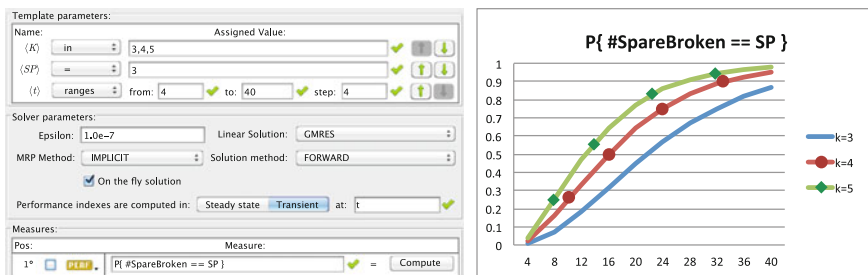 Template parameters:
Name: Assigned Value:
⟨K⟩ in 3,4,5
⟨SP⟩ = 3
⟨t⟩ ranges from: 4 to: 40 step: 4
Solver parameters:
Epsilon: 1.0e-7 Linear Solution: GMRES
MRP Method: IMPLICIT Solution method: FORWARD
On the fly solution
Performance indexes are computed in: Steady state Transient at: t
Measures:
Pos: Measure:
1° PERF P{ #SpareBroken == SP } = Compute
P{ #SpareBroken == SP }
1
0.9
0.8
0.7
0.6
0.5
0.4
0.3
0.2
0.1
0
4 8 12 16 20 24 28 32 36 40
k=3
k=4
k=5